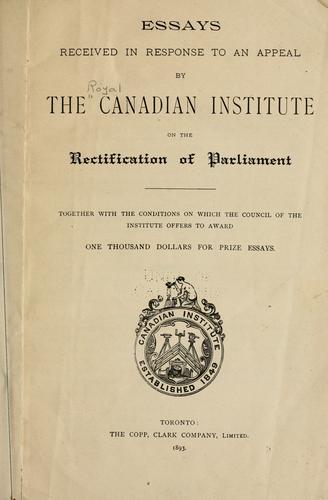 ESSAYS
RECEIVED IN RESPONSE TO AN APPEAL
BY
Royal
THE " CANADIAN INSTITUTE
ON THE
Rectification of Parliament
TOGETHER WITH THE CONDITIONS ON WHICH THE COUNCIL OF THE
INSTITUTE OFFERS TO AWARD
ONE THOUSAND DOLLARS FOR PRIZE ESSAYS.
CANADIAN INSTITUTE
ESTABLISHED 1849
TORONTO:
THE COPP, CLARK COMPANY, LIMITED.
1893.